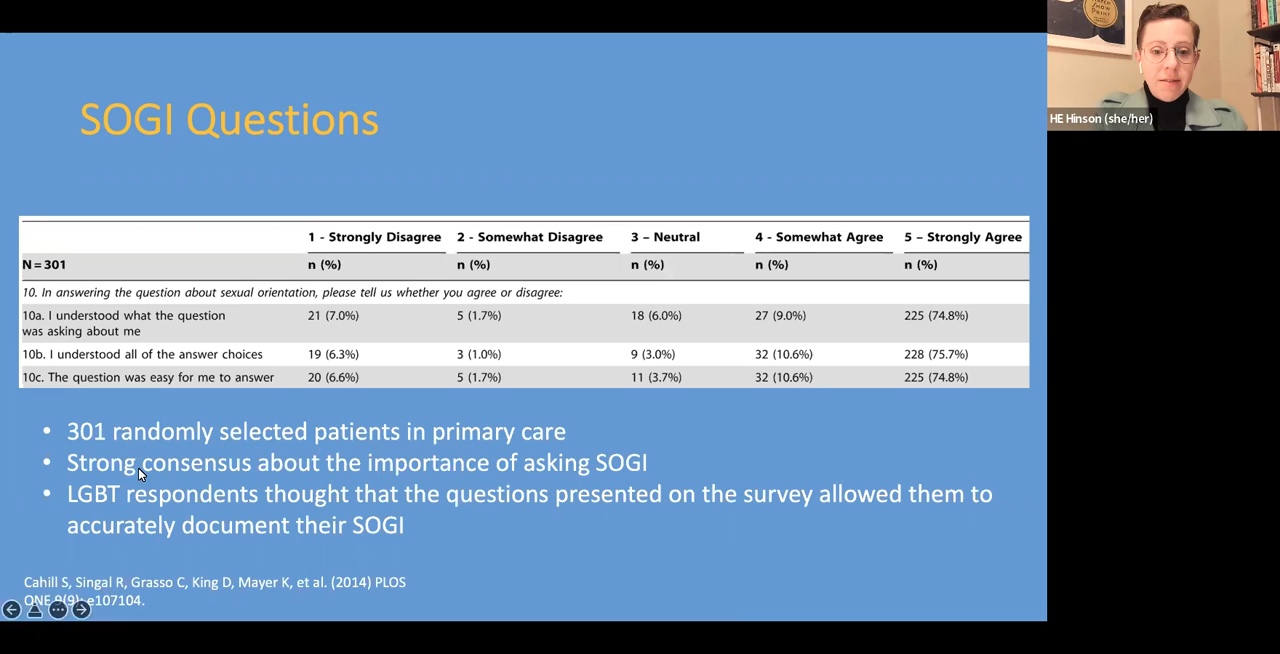 SOGI Questions
1 - Strongly Disagree 2 - Somewhat Disagree 3 – Neutral 4 - Somewhat Agree 5 – Strongly Agree
N = 301 n (%) n (%) n (%) n (%) n (%)
10. In answering the question about sexual orientation, please tell us whether you agree or disagree:
10a. I understood what the question 21 (7.0%) 5 (1.7%) 18 (6.0%) 27 (9.0%) 225 (74.8%)
was asking about me
10b. I understood all of the answer choices 19 (6.3%) 3 (1.0%) 9 (3.0%) 32 (10.6%) 228 (75.7%)
10c. The question was easy for me to answer 20 (6.6%) 5 (1.7%) 11 (3.7%) 32 (10.6%) 225 (74.8%)
• 301 randomly selected patients in primary care
• Strong consensus about the importance of asking SOGI
• LGBT respondents thought that the questions presented on the survey allowed them to
accurately document their SOGI
Cahill S, Singal R, Grasso C, King D, Mayer K, et al. (2014) PLOS
ONE 9(9): e107104.
SHOW
PRINT
HE Hinson (she/her)